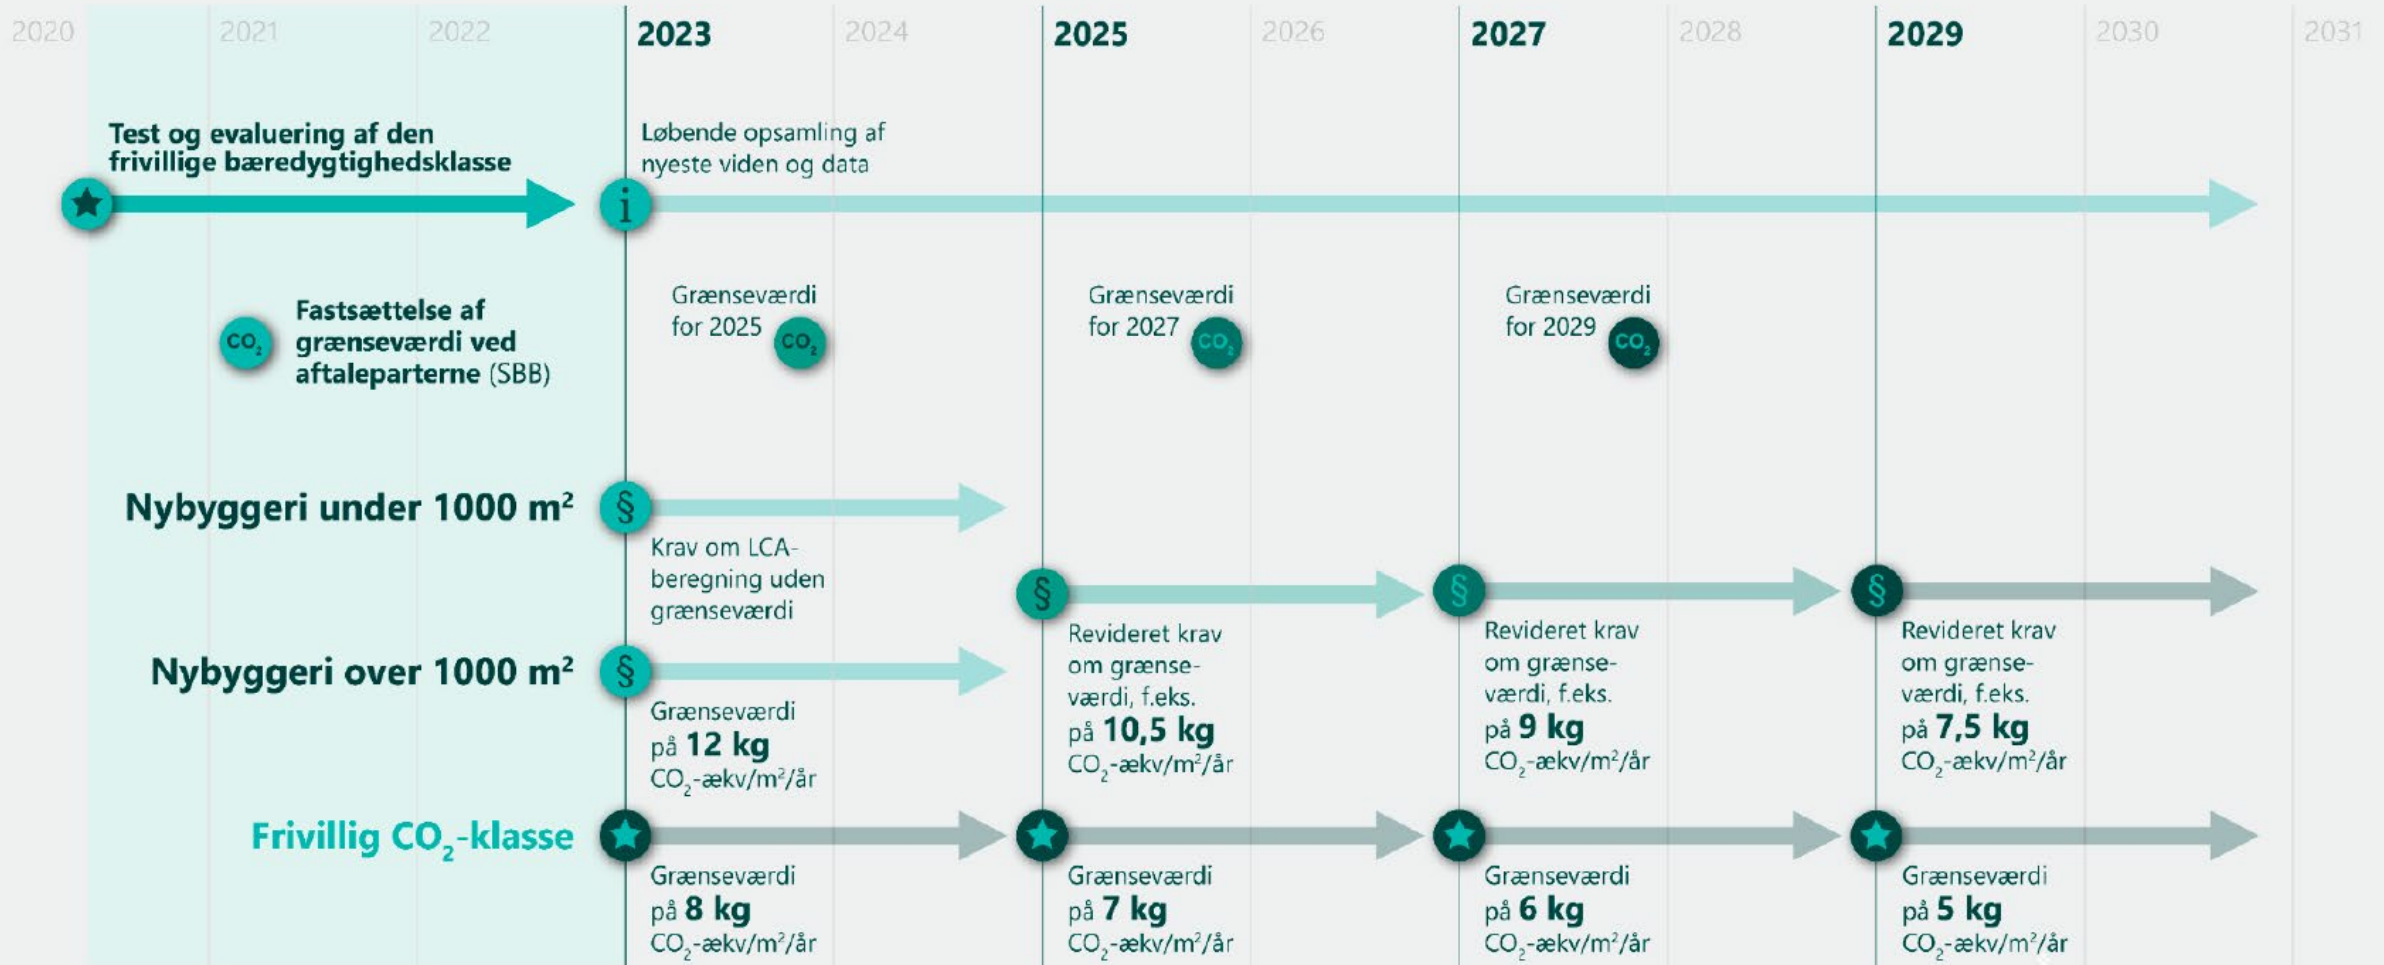 2020 2021 2022 2023 2024 2025 2026 2027 2028 2029 2030 2031
Test og evaluering af den
frivillige bæredygtighedsklasse
Løbende opsamling af
nyeste viden og data
i
CO₂
Fastsættelse af
grænseværdi ved
aftaleparterne (SBB)
Grænseværdi
for 2025
CO₂
Grænseværdi
for 2027
CO₂
Grænseværdi
for 2029
CO₂
Nybyggeri under 1000 m²
§
Krav om LCA-
beregning uden
grænseværdi
Nybyggeri over 1000 m²
§
Grænseværdi
på 12 kg
CO₂-ækv/m²/år
§
Revideret krav
om grænse-
værdi, f.eks.
på 10,5 kg
CO₂-ækv/m²/år
§
Revideret krav
om grænse-
værdi, f.eks.
på 9 kg
CO₂-ækv/m²/år
§
Revideret krav
om grænse-
værdi, f.eks.
på 7,5 kg
CO₂-ækv/m²/år
Frivillig CO₂-klasse
Grænseværdi
på 8 kg
CO₂-ækv/m²/år
Grænseværdi
på 7 kg
CO₂-ækv/m²/år
Grænseværdi
på 6 kg
CO₂-ækv/m²/år
Grænseværdi
på 5 kg
CO₂-ækv/m²/år